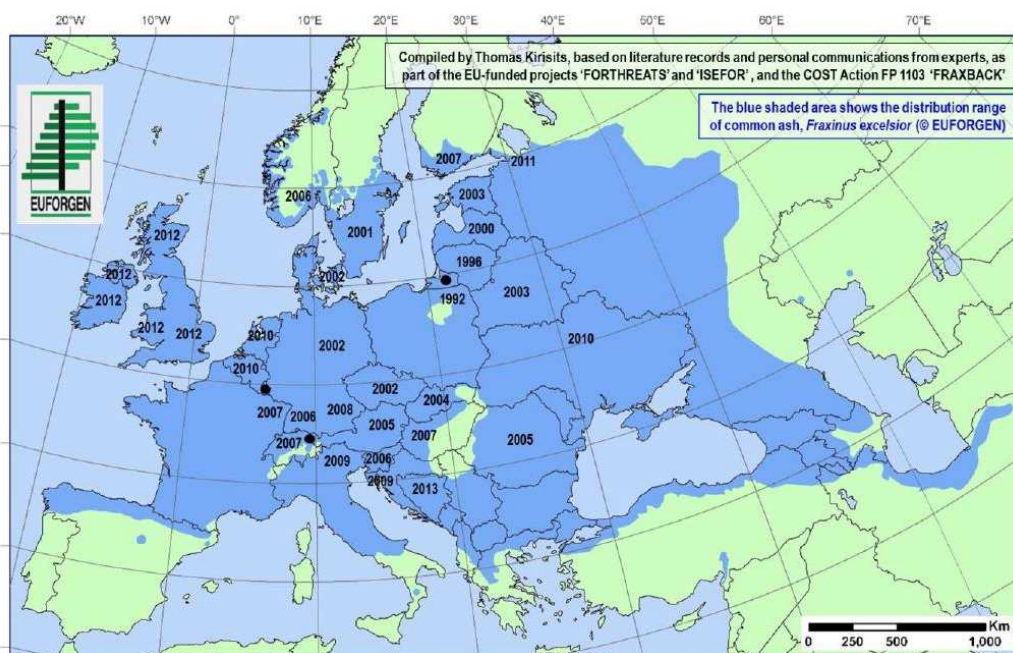 20°W 10°W 0° 10°E 20°E 30°E 40°E 50°E 60°E 70°E
Compiled by Thomas Kirisits, based on literature records and personal communications from experts, as
part of the EU-funded projects 'FORTHREATS' and 'ISEFOR', and the COST Action FP 1103 'FRAXBACK'
The blue shaded area shows the distribution range
of common ash, Fraxinus excelsior (© EUFORGEN)
EUFORGEN
2007 2011
2006 2003
2012 2001 2000
2012 2002 1996
2012 1992 2003
2012 2012 2010 2002 2010
2010 2002
2007 2006 2008 2004
2005 2007 2005
2007 2009 2006
2009 2013
Km
0 250 500 1,000